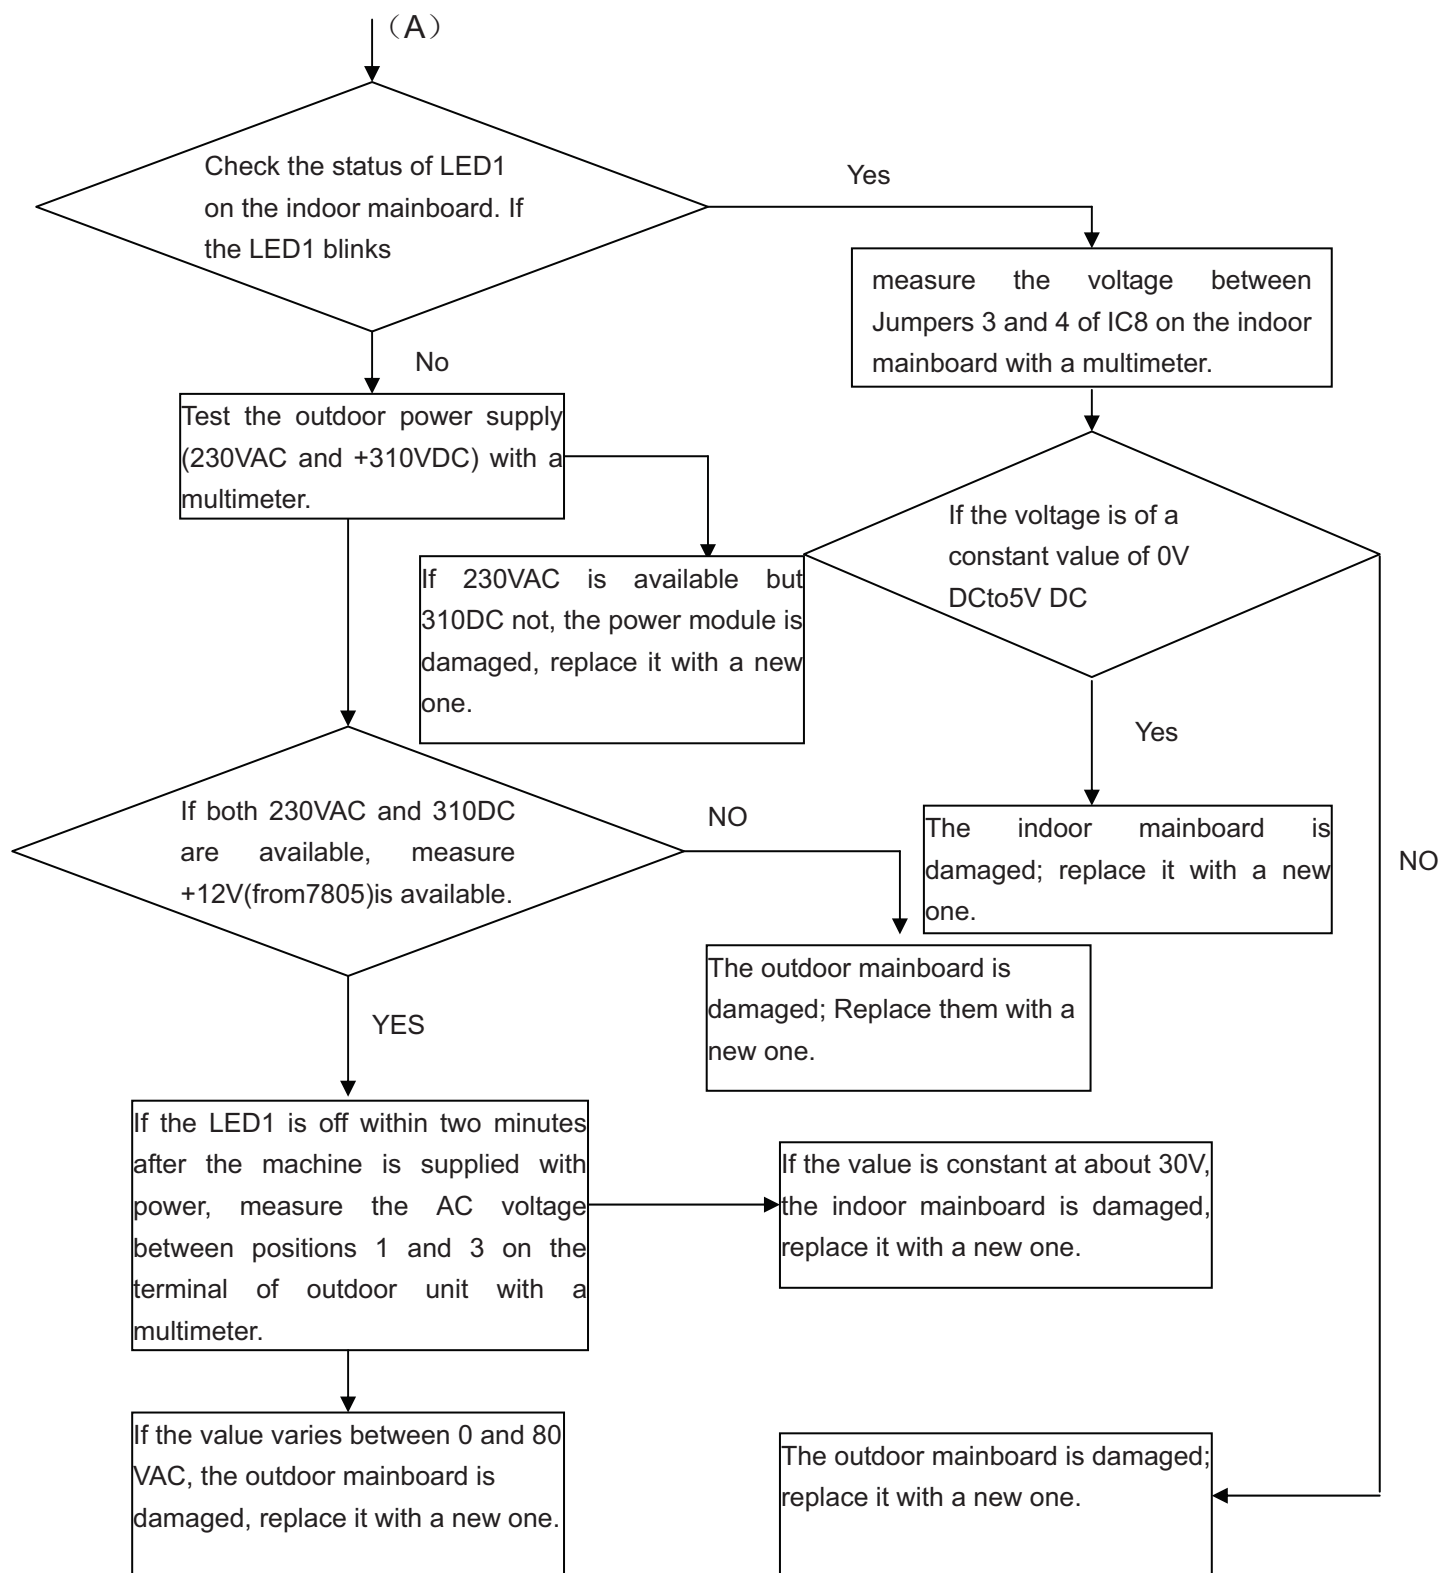 （A）
Check the status of LED1
on the indoor mainboard. If
the LED1 blinks
Yes
measure the voltage between
Jumpers 3 and 4 of IC8 on the indoor
mainboard with a multimeter.
No
Test the outdoor power supply
(230VAC and +310VDC) with a
multimeter.
If the voltage is of a
constant value of 0V
DCto5V DC
If 230VAC is available but
310DC not, the power module is
damaged, replace it with a new
one.
Yes
If both 230VAC and 310DC
are available, measure
+12V(from7805)is available.
NO
The indoor mainboard is
damaged; replace it with a new
one.
NO
The outdoor mainboard is
damaged; Replace them with a
new one.
YES
If the LED1 is off within two minutes
after the machine is supplied with
power, measure the AC voltage
between positions 1 and 3 on the
terminal of outdoor unit with a
multimeter.
If the value is constant at about 30V,
the indoor mainboard is damaged,
replace it with a new one.
If the value varies between 0 and 80
VAC, the outdoor mainboard is
damaged, replace it with a new one.
The outdoor mainboard is damaged;
replace it with a new one.